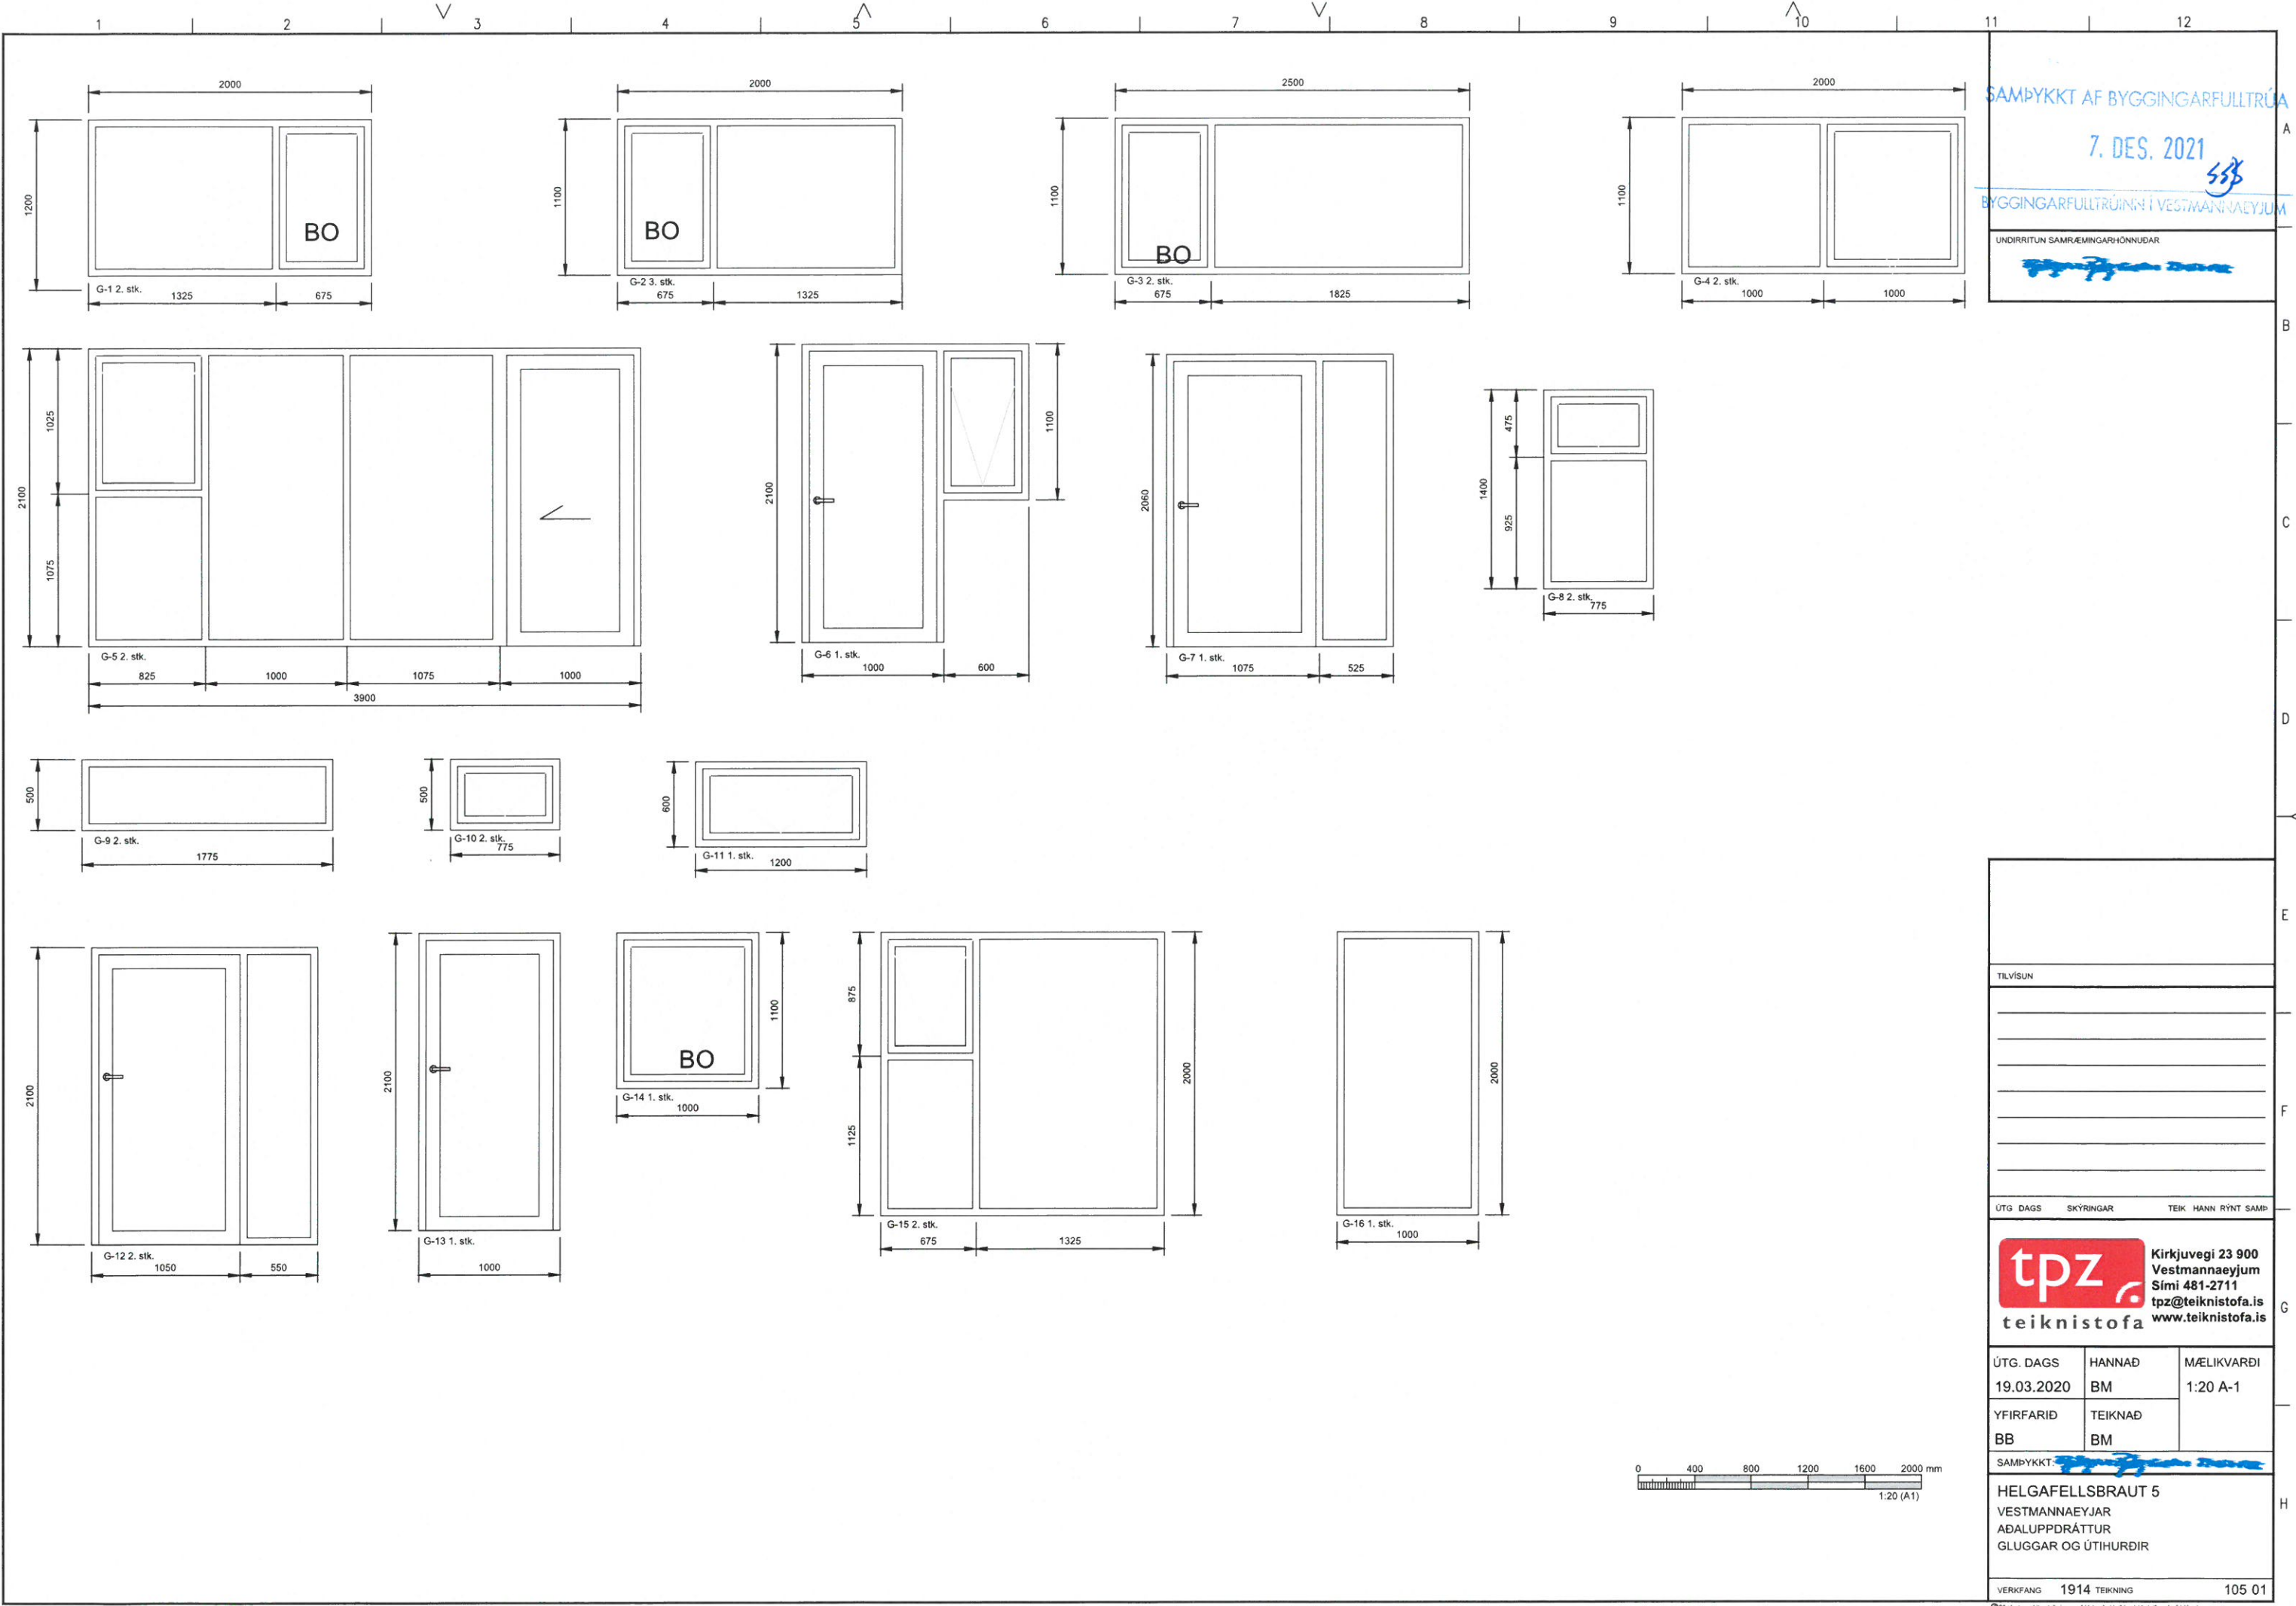 1 2 3 4 5 6 7 8 9 10 11 12
2000 2000 2500 2000
SAMÞYKKT AF BYGGINGARFULLTRÚA
7. DES. 2021
BYGGINGARFULLTRÚINN Í VESTMANNAEYJUM
UNDIRRITUN SAMRÆMINGARHÖNNUÐAR
A
B
C
D
E
F
G
H
1200
BO
G-1 2. stk.
1325 675
1100
BO
G-2 3. stk.
675 1325
1100
BO
G-3 2. stk.
675 1825
1100
G-4 2. stk.
1000 1000
2100
1025
1075
G-5 2. stk.
825 1000 1075 1000
3900
2100
1100
G-6 1. stk.
1000 600
2060
G-7 1. stk.
1075 525
1400
475
925
G-8 2. stk.
775
500
G-9 2. stk.
1775
500
G-10 2. stk.
775
600
G-11 1. stk.
1200
2100
G-12 2. stk.
1050 550
2100
G-13 1. stk.
1000
BO
1100
G-14 1. stk.
1000
875
1125
2000
G-15 2. stk.
675 1325
2000
G-16 1. stk.
1000
0 400 800 1200 1600 2000 mm
1:20 (A1)
TILVÍSUN
ÚTG DAGS SKÝRINGAR TEIK HANN RÝNT SAMÞ
tpz
teiknistofa
Kirkjuvegi 23 900
Vestmannaeyjum
Sími 481-2711
tpz@teiknistofa.is
www.teiknistofa.is
ÚTG. DAGS HANNAÐ MÆLIKVARÐI
19.03.2020 BM 1:20 A-1
YFIRFARIÐ TEIKNAÐ
BB BM
SAMÞYKKT:
HELGAFELLSBRAUT 5
VESTMANNAEYJAR
AÐALUPPDRÁTTUR
GLUGGAR OG ÚTIHURÐIR
VERKFANG 1914 TEIKNING 105 01